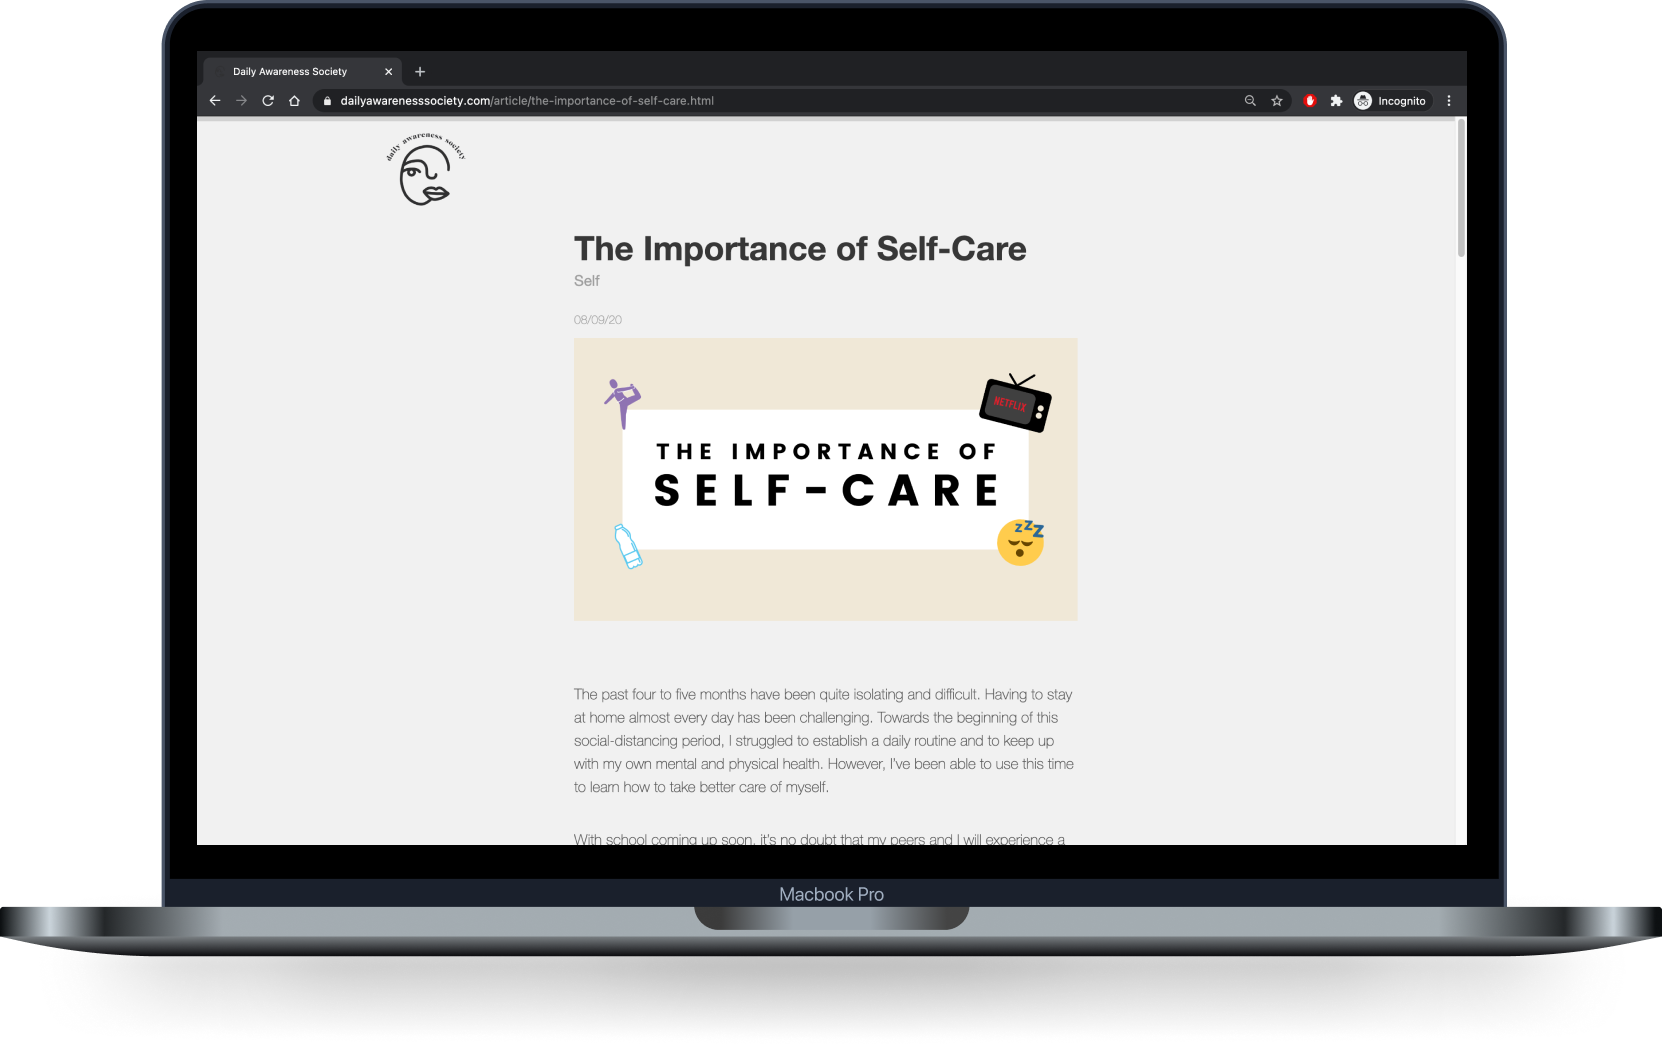 Daily Awareness Society
dailyawarenesssociety.com/article/the-importance-of-self-care.html
Incognito
daily awareness society
The Importance of Self-Care
Self
08/09/20
NETFLIX
THE IMPORTANCE OF
SELF-CARE
zzz
The past four to five months have been quite isolating and difficult. Having to stay
at home almost every day has been challenging. Towards the beginning of this
social-distancing period, I struggled to establish a daily routine and to keep up
with my own mental and physical health. However, I've been able to use this time
to learn how to take better care of myself.
With school coming up soon, it's no doubt that my peers and I will experience a
Macbook Pro